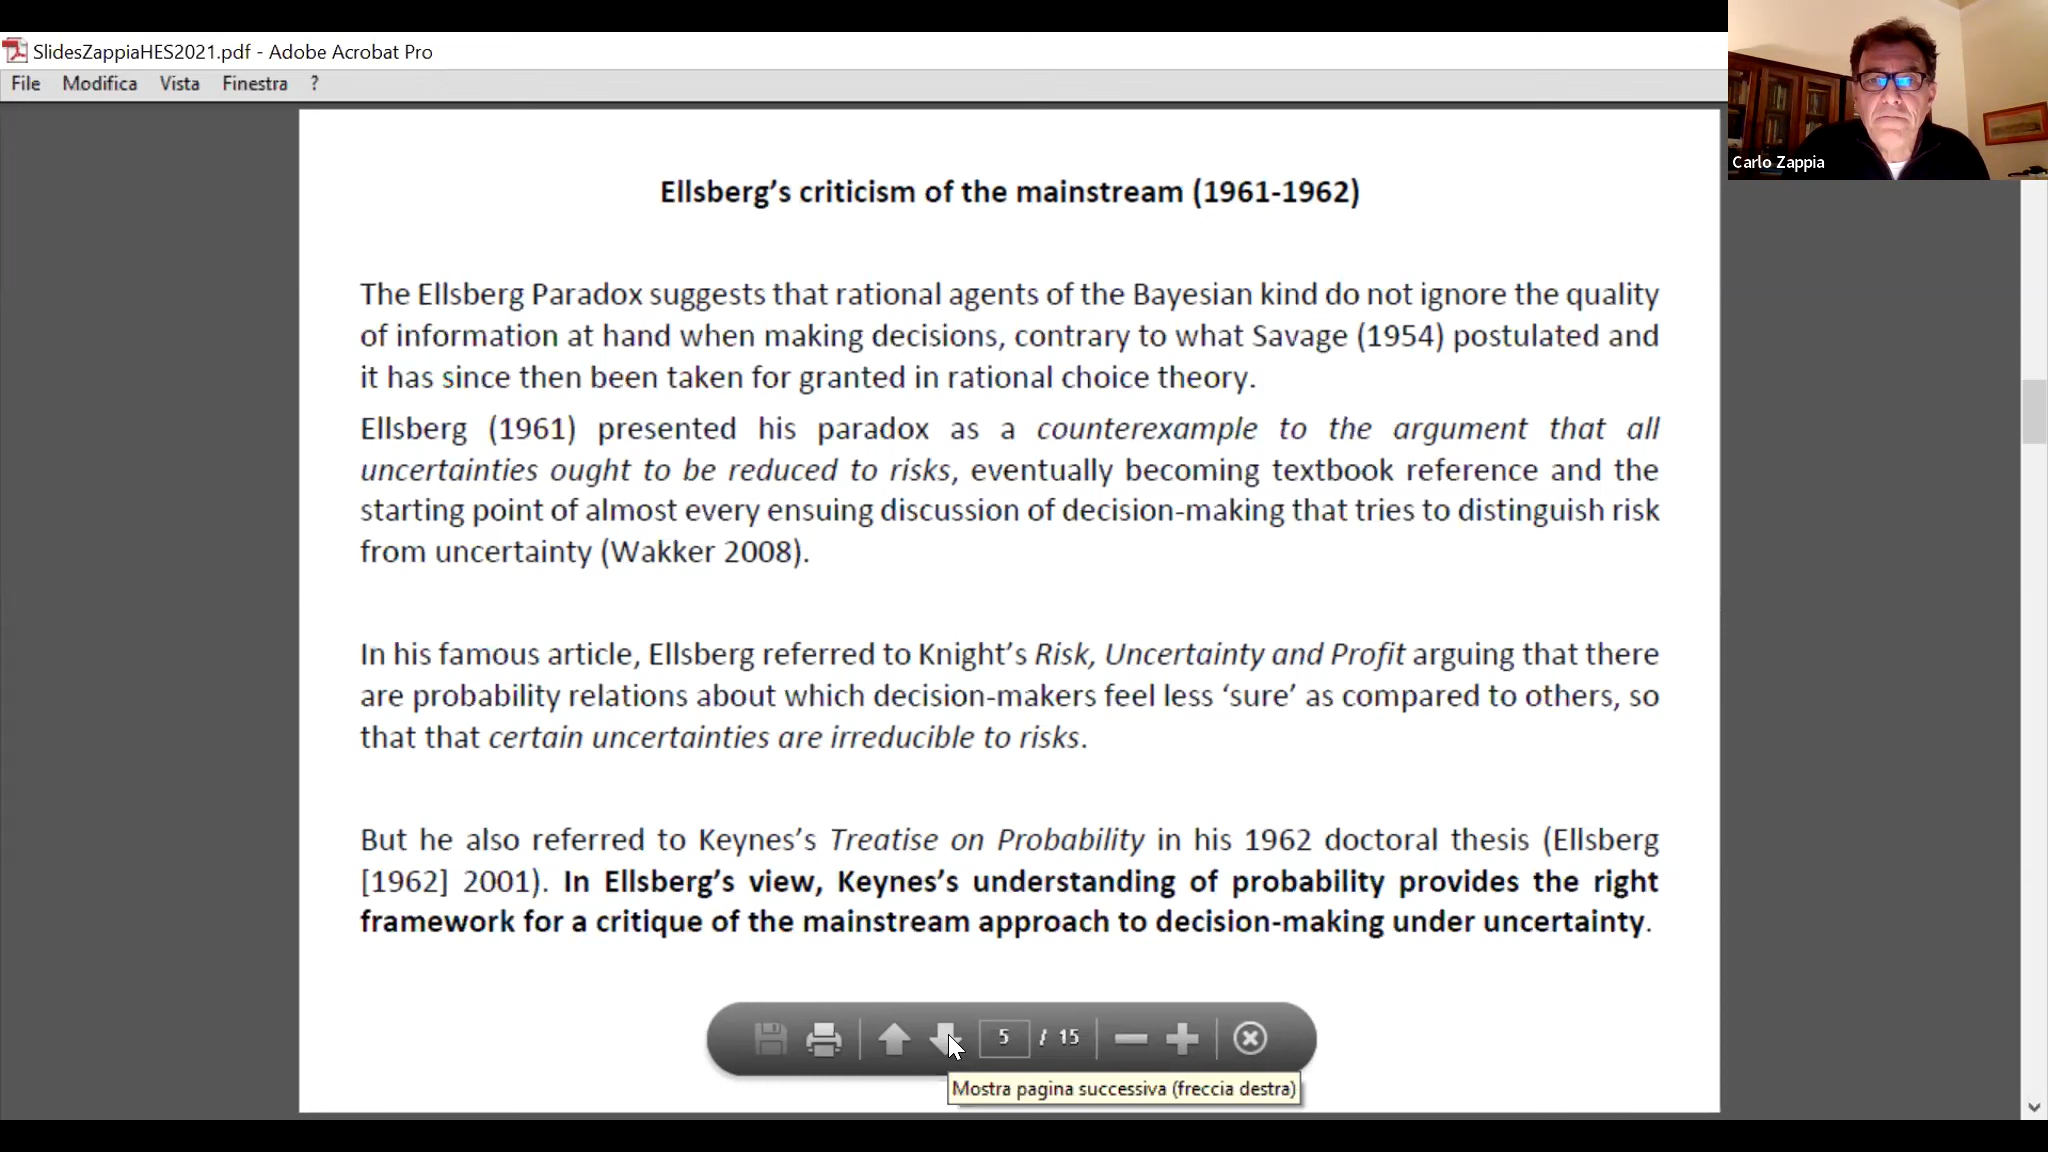 SlidesZappiaHES2021.pdf - Adobe Acrobat Pro
File Modifica Vista Finestra ?
Carlo Zappia
Ellsberg’s criticism of the mainstream (1961-1962)
The Ellsberg Paradox suggests that rational agents of the Bayesian kind do not ignore the quality
of information at hand when making decisions, contrary to what Savage (1954) postulated and
it has since then been taken for granted in rational choice theory.
Ellsberg (1961) presented his paradox as a counterexample to the argument that all
uncertainties ought to be reduced to risks, eventually becoming textbook reference and the
starting point of almost every ensuing discussion of decision-making that tries to distinguish risk
from uncertainty (Wakker 2008).
In his famous article, Ellsberg referred to Knight’s Risk, Uncertainty and Profit arguing that there
are probability relations about which decision-makers feel less ‘sure’ as compared to others, so
that that certain uncertainties are irreducible to risks.
But he also referred to Keynes’s Treatise on Probability in his 1962 doctoral thesis (Ellsberg
[1962] 2001). In Ellsberg’s view, Keynes’s understanding of probability provides the right
framework for a critique of the mainstream approach to decision-making under uncertainty.
5 / 15
Mostra pagina successiva (freccia destra)